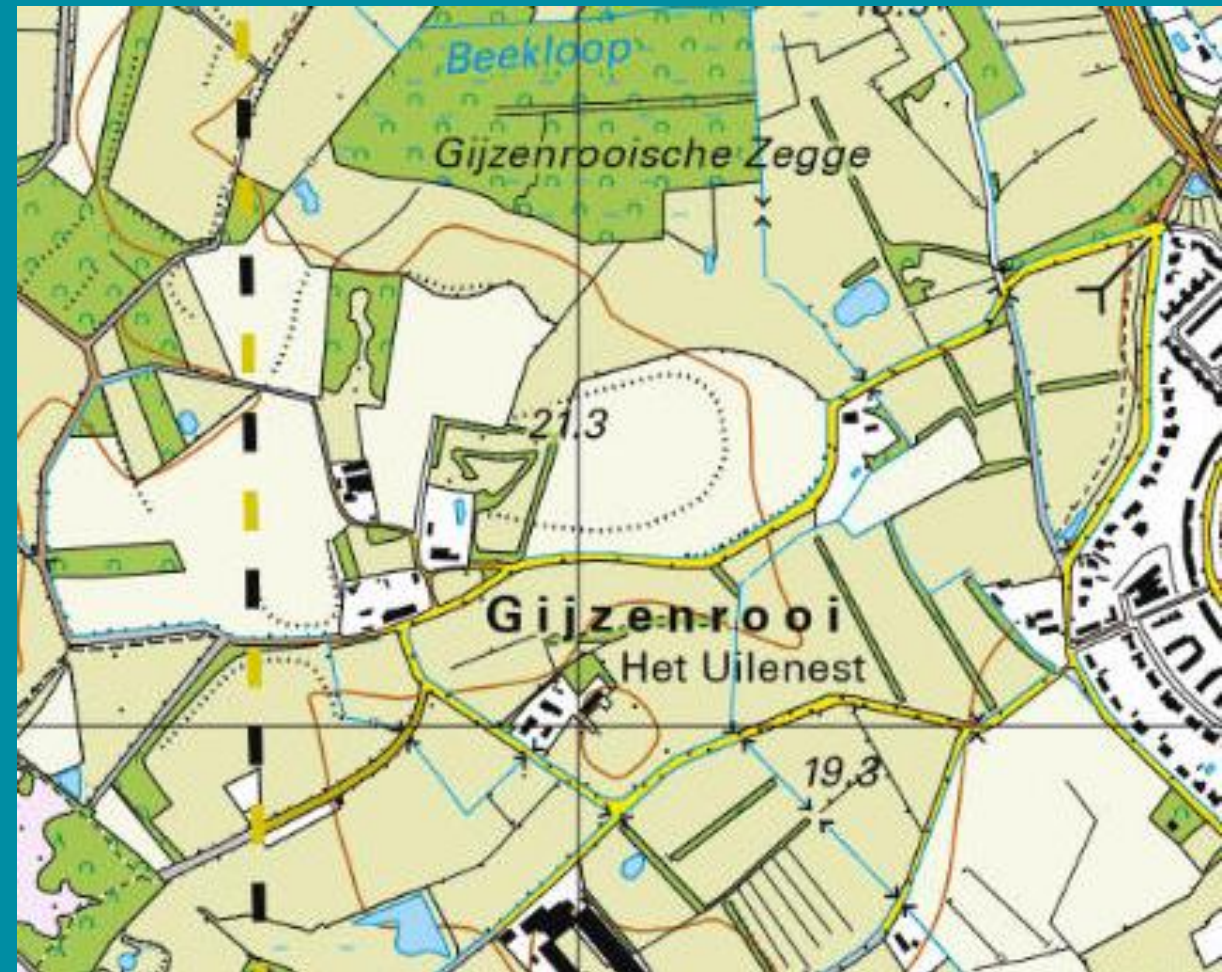 Beekloop
Gijzenrooische Zegge
21.3
Gijzenrooi
Het Uilenest
19.3